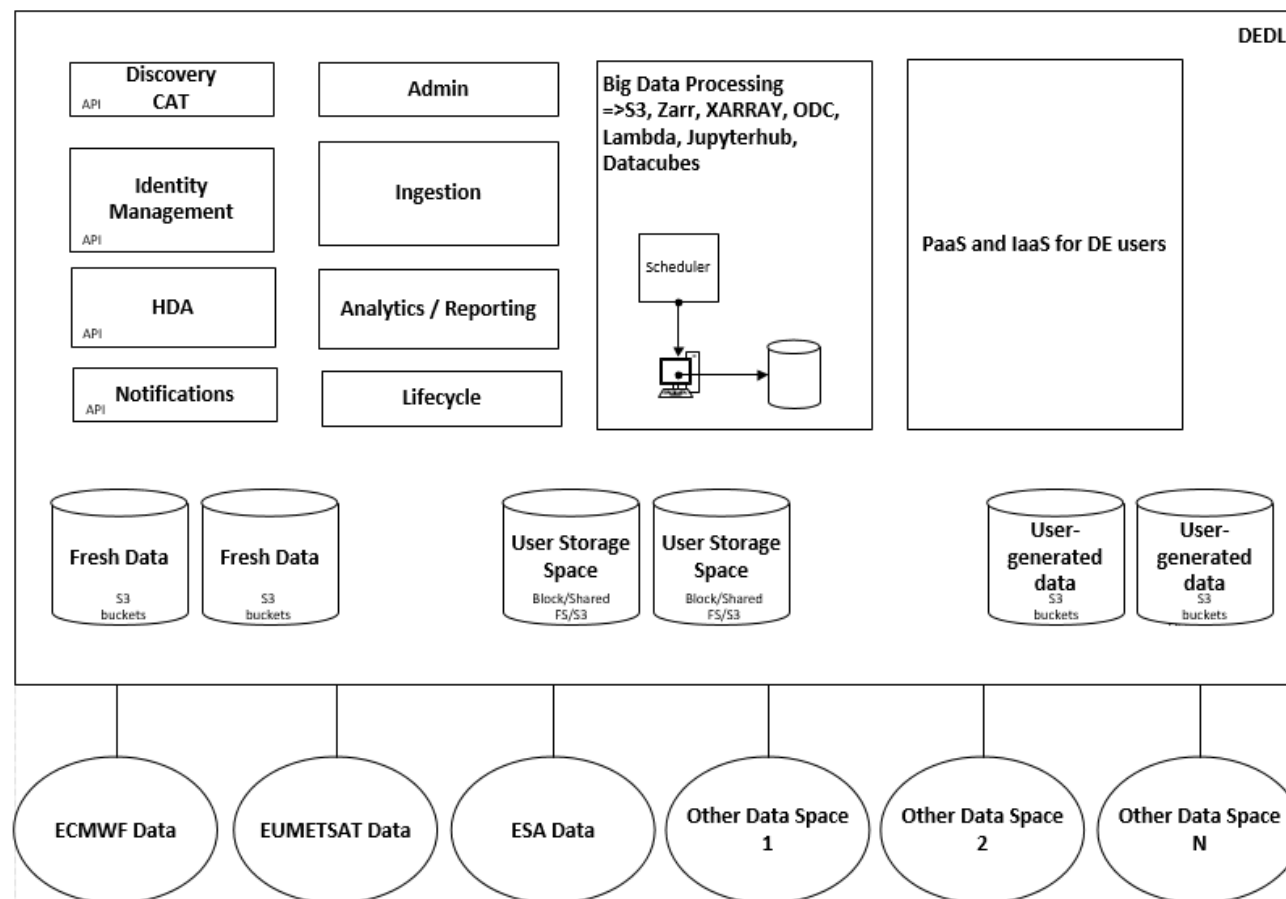 DEDL
Discovery
CAT
API
Admin
Big Data Processing
=>S3, Zarr, XARRAY, ODC,
Lambda, Jupyterhub,
Datacubes
Identity
Management
API
Ingestion
PaaS and IaaS for DE users
Scheduler
HDA
API
Analytics / Reporting
Notifications
API
Lifecycle
Fresh Data
S3
buckets
Fresh Data
S3
buckets
User Storage
Space
Block/Shared
FS/S3
User Storage
Space
Block/Shared
FS/S3
User-
generated
data
S3
buckets
User-
generated
data
S3
buckets
ECMWF Data
EUMETSAT Data
ESA Data
Other Data Space
1
Other Data Space
2
Other Data Space
N